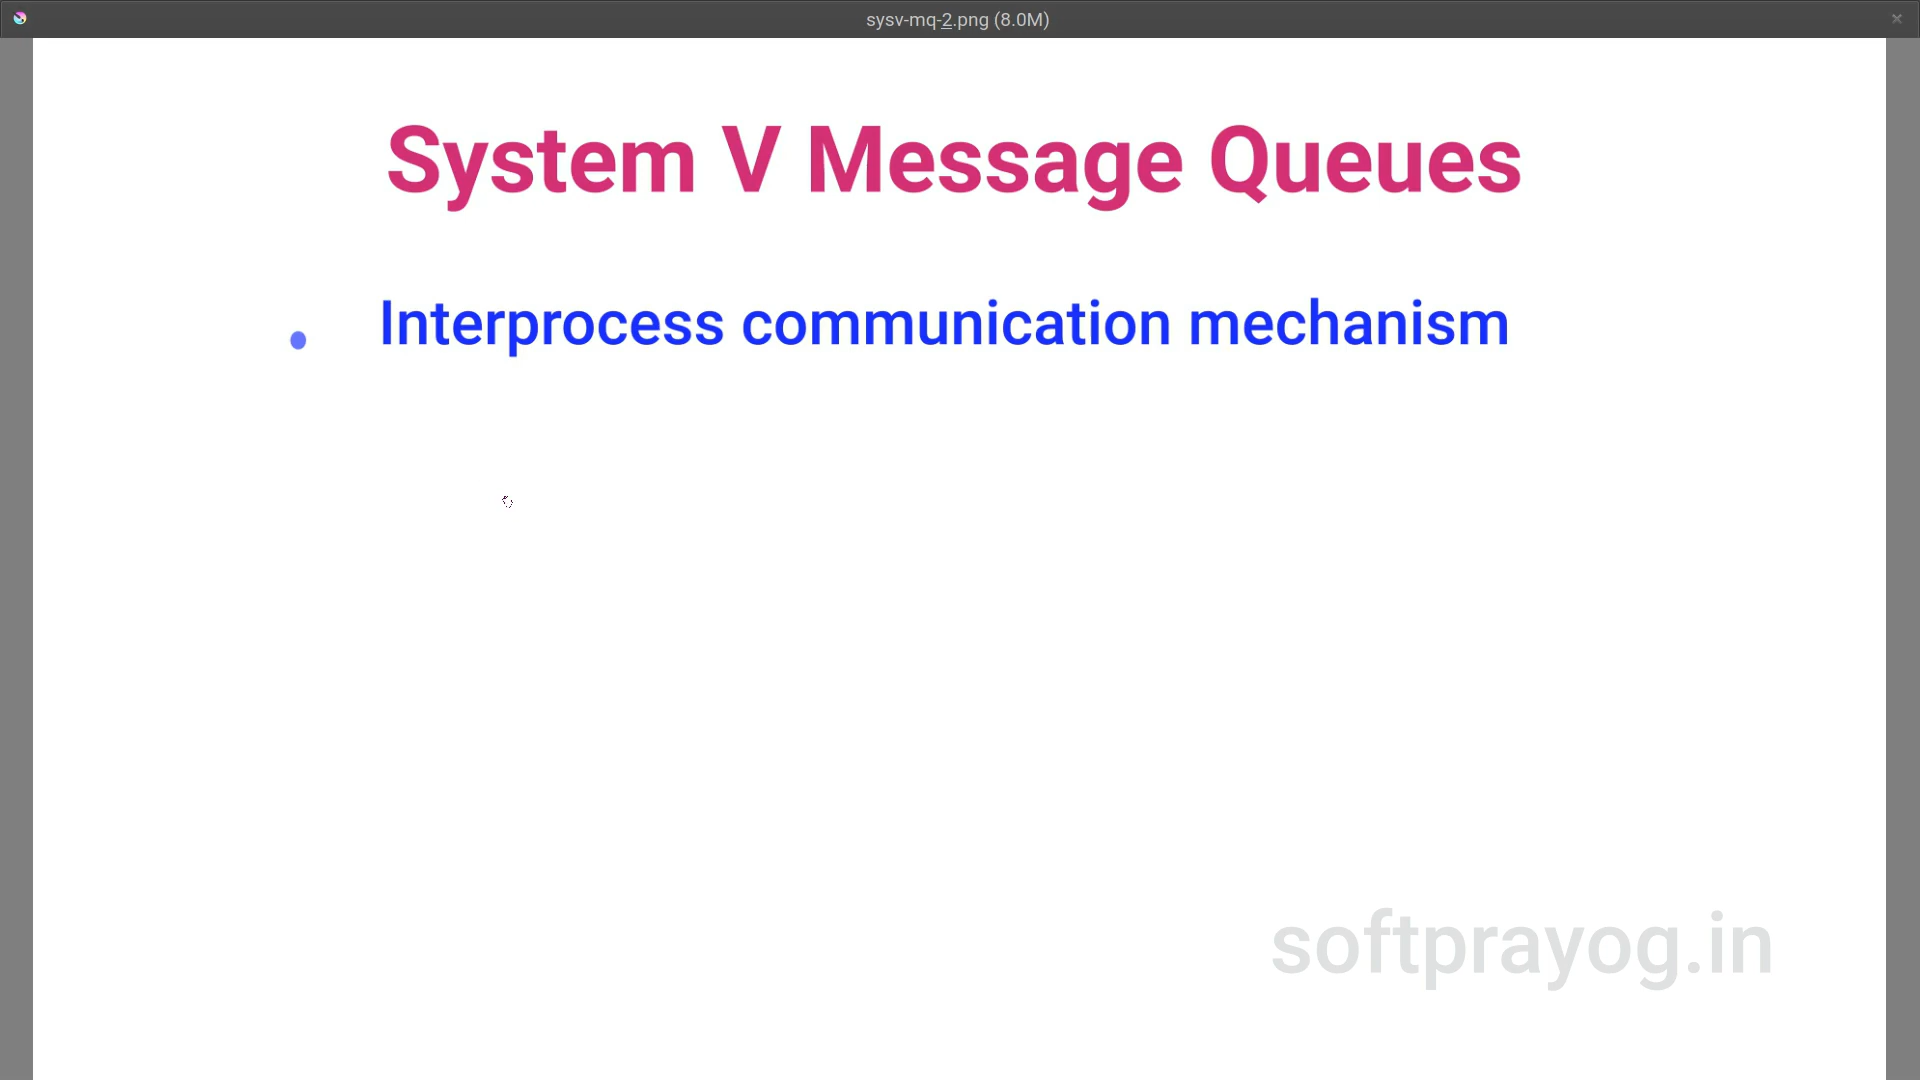 sysv-mq-2.png (8.0M)
System V Message Queues
• Interprocess communication mechanism
softprayog.in